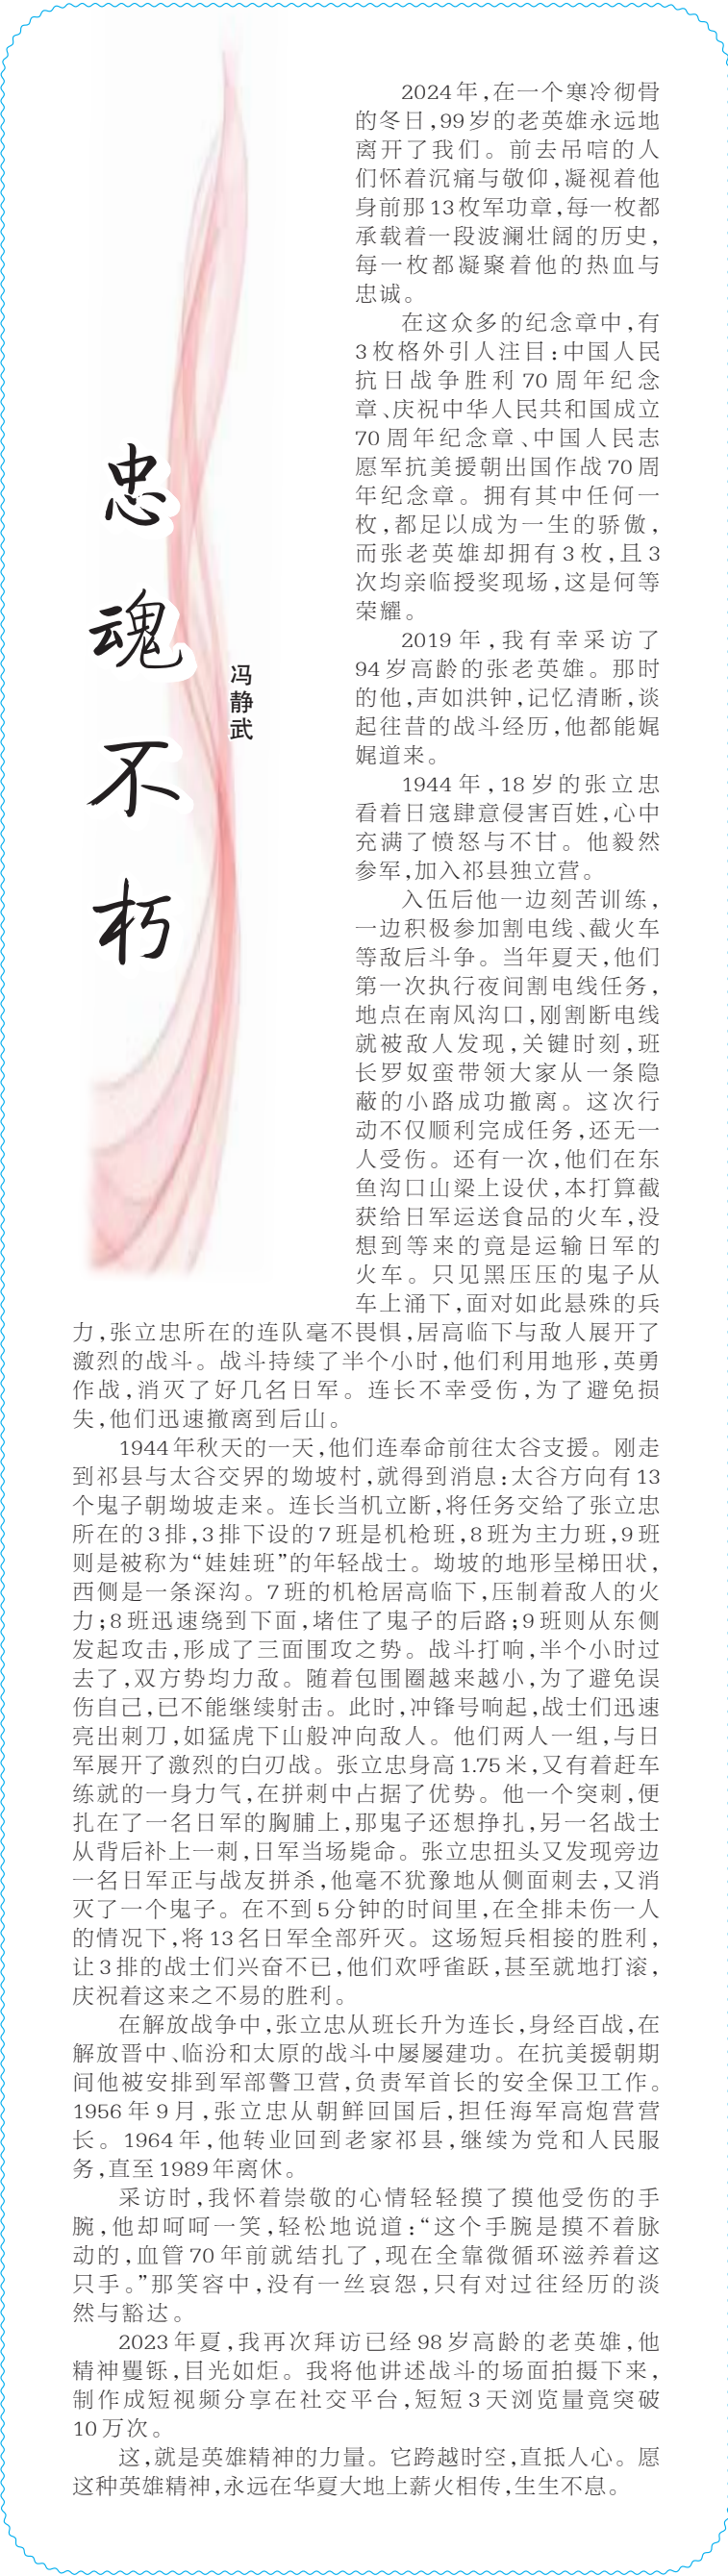 忠魂不朽
冯静武
2024年,在一个寒冷彻骨
的冬日,99岁的老英雄永远地
离开了我们。前去吊唁的人
们怀着沉痛与敬仰,凝视着他
身前那13枚军功章,每一枚都
承载着一段波澜壮阔的历史,
每一枚都凝聚着他的热血与
忠诚。
在这众多的纪念章中,有
3枚格外引人注目:中国人民
抗日战争胜利70周年纪念
章、庆祝中华人民共和国成立
70周年纪念章、中国人民志
愿军抗美援朝出国作战70周
年纪念章。拥有其中任何一
枚,都足以成为一生的骄傲,
而张老英雄却拥有3枚,且3
次均亲临授奖现场,这是何等
荣耀。
2019年,我有幸采访了
94岁高龄的张老英雄。那时
的他,声如洪钟,记忆清晰,谈
起往昔的战斗经历,他都能娓
娓道来。
1944年,18岁的张立忠
看着日寇肆意侵害百姓,心中
充满了愤怒与不甘。他毅然
参军,加入祁县独立营。
入伍后他一边刻苦训练,
一边积极参加割电线、截火车
等敌后斗争。当年夏天,他们
第一次执行夜间割电线任务,
地点在南风沟口,刚割断电线
就被敌人发现,关键时刻,班
长罗奴蛮带领大家从一条隐
蔽的小路成功撤离。这次行
动不仅顺利完成任务,还无一
人受伤。还有一次,他们在东
鱼沟口山梁上设伏,本打算截
获给日军运送食品的火车,没
想到等来的竟是运输日军的
火车。只见黑压压的鬼子从
车上涌下,面对如此悬殊的兵
力,张立忠所在的连队毫不畏惧,居高临下与敌人展开了
激烈的战斗。战斗持续了半个小时,他们利用地形,英勇
作战,消灭了好几名日军。连长不幸受伤,为了避免损
失,他们迅速撤离到后山。
1944年秋天的一天,他们连奉命前往太谷支援。刚走
到祁县与太谷交界的坳坡村,就得到消息:太谷方向有13
个鬼子朝坳坡走来。连长当机立断,将任务交给了张立忠
所在的3排,3排下设的7班是机枪班,8班为主力班,9班
则是被称为“娃娃班”的年轻战士。坳坡的地形呈梯田状,
西侧是一条深沟。7班的机枪居高临下,压制着敌人的火
力;8班迅速绕到下面,堵住了鬼子的后路;9班则从东侧
发起攻击,形成了三面围攻之势。战斗打响,半个小时过
去了,双方势均力敌。随着包围圈越来越小,为了避免误
伤自己,已不能继续射击。此时,冲锋号响起,战士们迅速
亮出刺刀,如猛虎下山般冲向敌人。他们两人一组,与日
军展开了激烈的白刃战。张立忠身高1.75米,又有着赶车
练就的一身力气,在拼刺中占据了优势。他一个突刺,便
扎在了一名日军的胸脯上,那鬼子还想挣扎,另一名战士
从背后补上一刺,日军当场毙命。张立忠扭头又发现旁边
一名日军正与战友拼杀,他毫不犹豫地从侧面刺去,又消
灭了一个鬼子。在不到5分钟的时间里,在全排未伤一人
的情况下,将13名日军全部歼灭。这场短兵相接的胜利,
让3排的战士们兴奋不已,他们欢呼雀跃,甚至就地打滚,
庆祝着这来之不易的胜利。
在解放战争中,张立忠从班长升为连长,身经百战,在
解放晋中、临汾和太原的战斗中屡屡建功。在抗美援朝期
间他被安排到军部警卫营,负责军首长的安全保卫工作。
1956年9月,张立忠从朝鲜回国后,担任海军高炮营营
长。1964年,他转业回到老家祁县,继续为党和人民服
务,直至1989年离休。
采访时,我怀着崇敬的心情轻轻摸了摸他受伤的手
腕,他却呵呵一笑,轻松地说道:“这个手腕是摸不着脉
动的,血管70年前就结扎了,现在全靠微循环滋养着这
只手。”那笑容中,没有一丝哀怨,只有对过往经历的淡
然与豁达。
2023年夏,我再次拜访已经98岁高龄的老英雄,他
精神矍铄,目光如炬。我将他讲述战斗的场面拍摄下来,
制作成短视频分享在社交平台,短短3天浏览量竟突破
10万次。
这,就是英雄精神的力量。它跨越时空,直抵人心。愿
这种英雄精神,永远在华夏大地上薪火相传,生生不息。